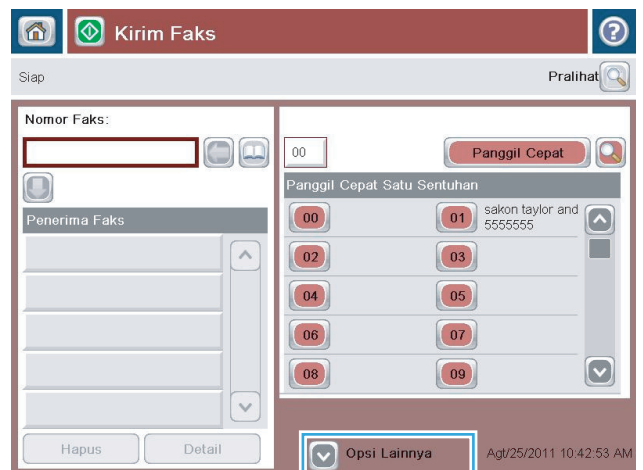 Kirim Faks
?
Siap
Pralihat
Nomor Faks:
00
Panggil Cepat
Panggil Cepat Satu Sentuhan
Penerima Faks
00
01
sakon taylor and
5555555
02
03
04
05
06
07
08
09
Hapus
Detail
Opsi Lainnya
Agt/25/2011 10:42:53 AM